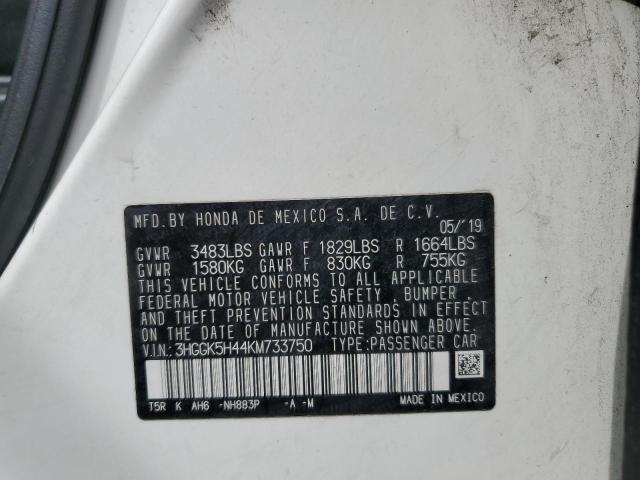 MFD. BY HONDA DE MEXICO S.A. DE C.V.
05/'19
GVWR 3483LBS GAWR F 1829LBS R 1664LBS
GVWR 1580KG GAWR F 830KG R 755KG
THIS VEHICLE CONFORMS TO ALL APPLICABLE
FEDERAL MOTOR VEHICLE SAFETY, BUMPER,
AND THEFT PREVENTION STANDARDS IN EFFECT
ON THE DATE OF MANUFACTURE SHOWN ABOVE.
V.I.N.:3HGGK5H44KM733750 TYPE:PASSENGER CAR
T5R K AH6 -NH883P -A -M MADE IN MEXICO